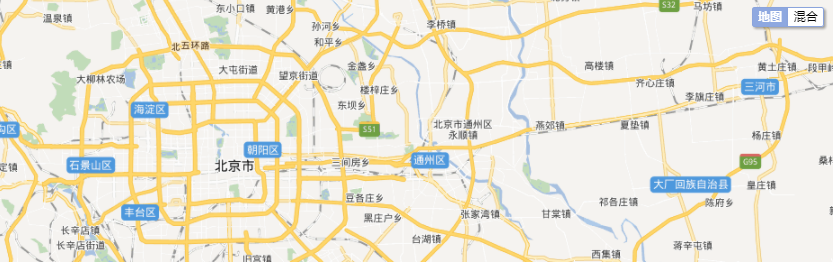 东小口镇
黄港乡
李桥镇
S32
马坊镇
地图
混合
温泉镇
孙河乡
和平乡
北五环路
大柳林农场
大屯街道
望京街道
金盏乡
楼梓庄乡
高楼镇
齐心庄镇
黄土庄镇
段甲岭
三河市
李旗庄镇
海淀区
东坝乡
S51
北京市通州区
永顺镇
燕郊镇
夏垫镇
杨庄镇
朝阳区
石景山区
北京市
三间房乡
通州区
G95
桑
大厂回族自治县
皇庄镇
丰台区
豆各庄乡
黑庄户乡
张家湾镇
甘棠镇
祁各庄镇
陈府乡
长辛店镇
长辛店街道
台湖镇
蒋辛屯镇
西集镇
旧宫镇